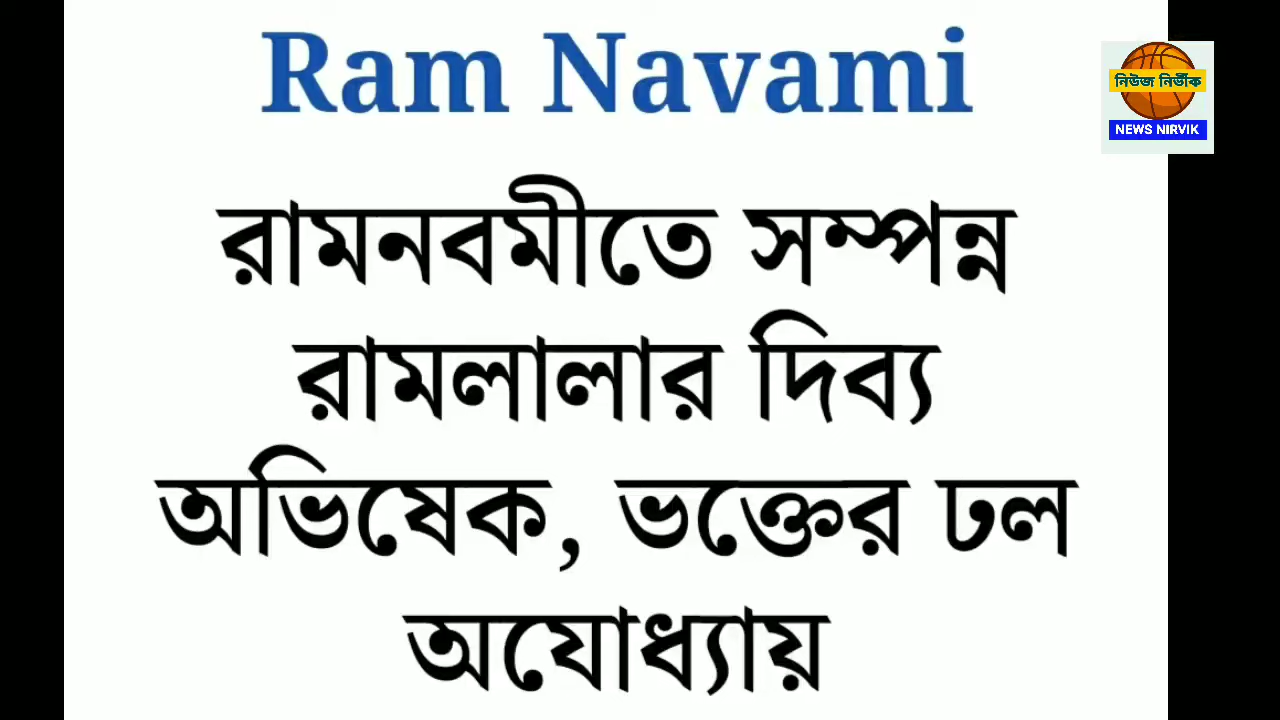 Ram Navami
নিউজ নির্ভীক
NEWS NIRVIK
রামনবমীতে সম্পন্ন
রামলালার দিব্য
অভিষেক, ভক্তের ঢল
অযোধ্যায়